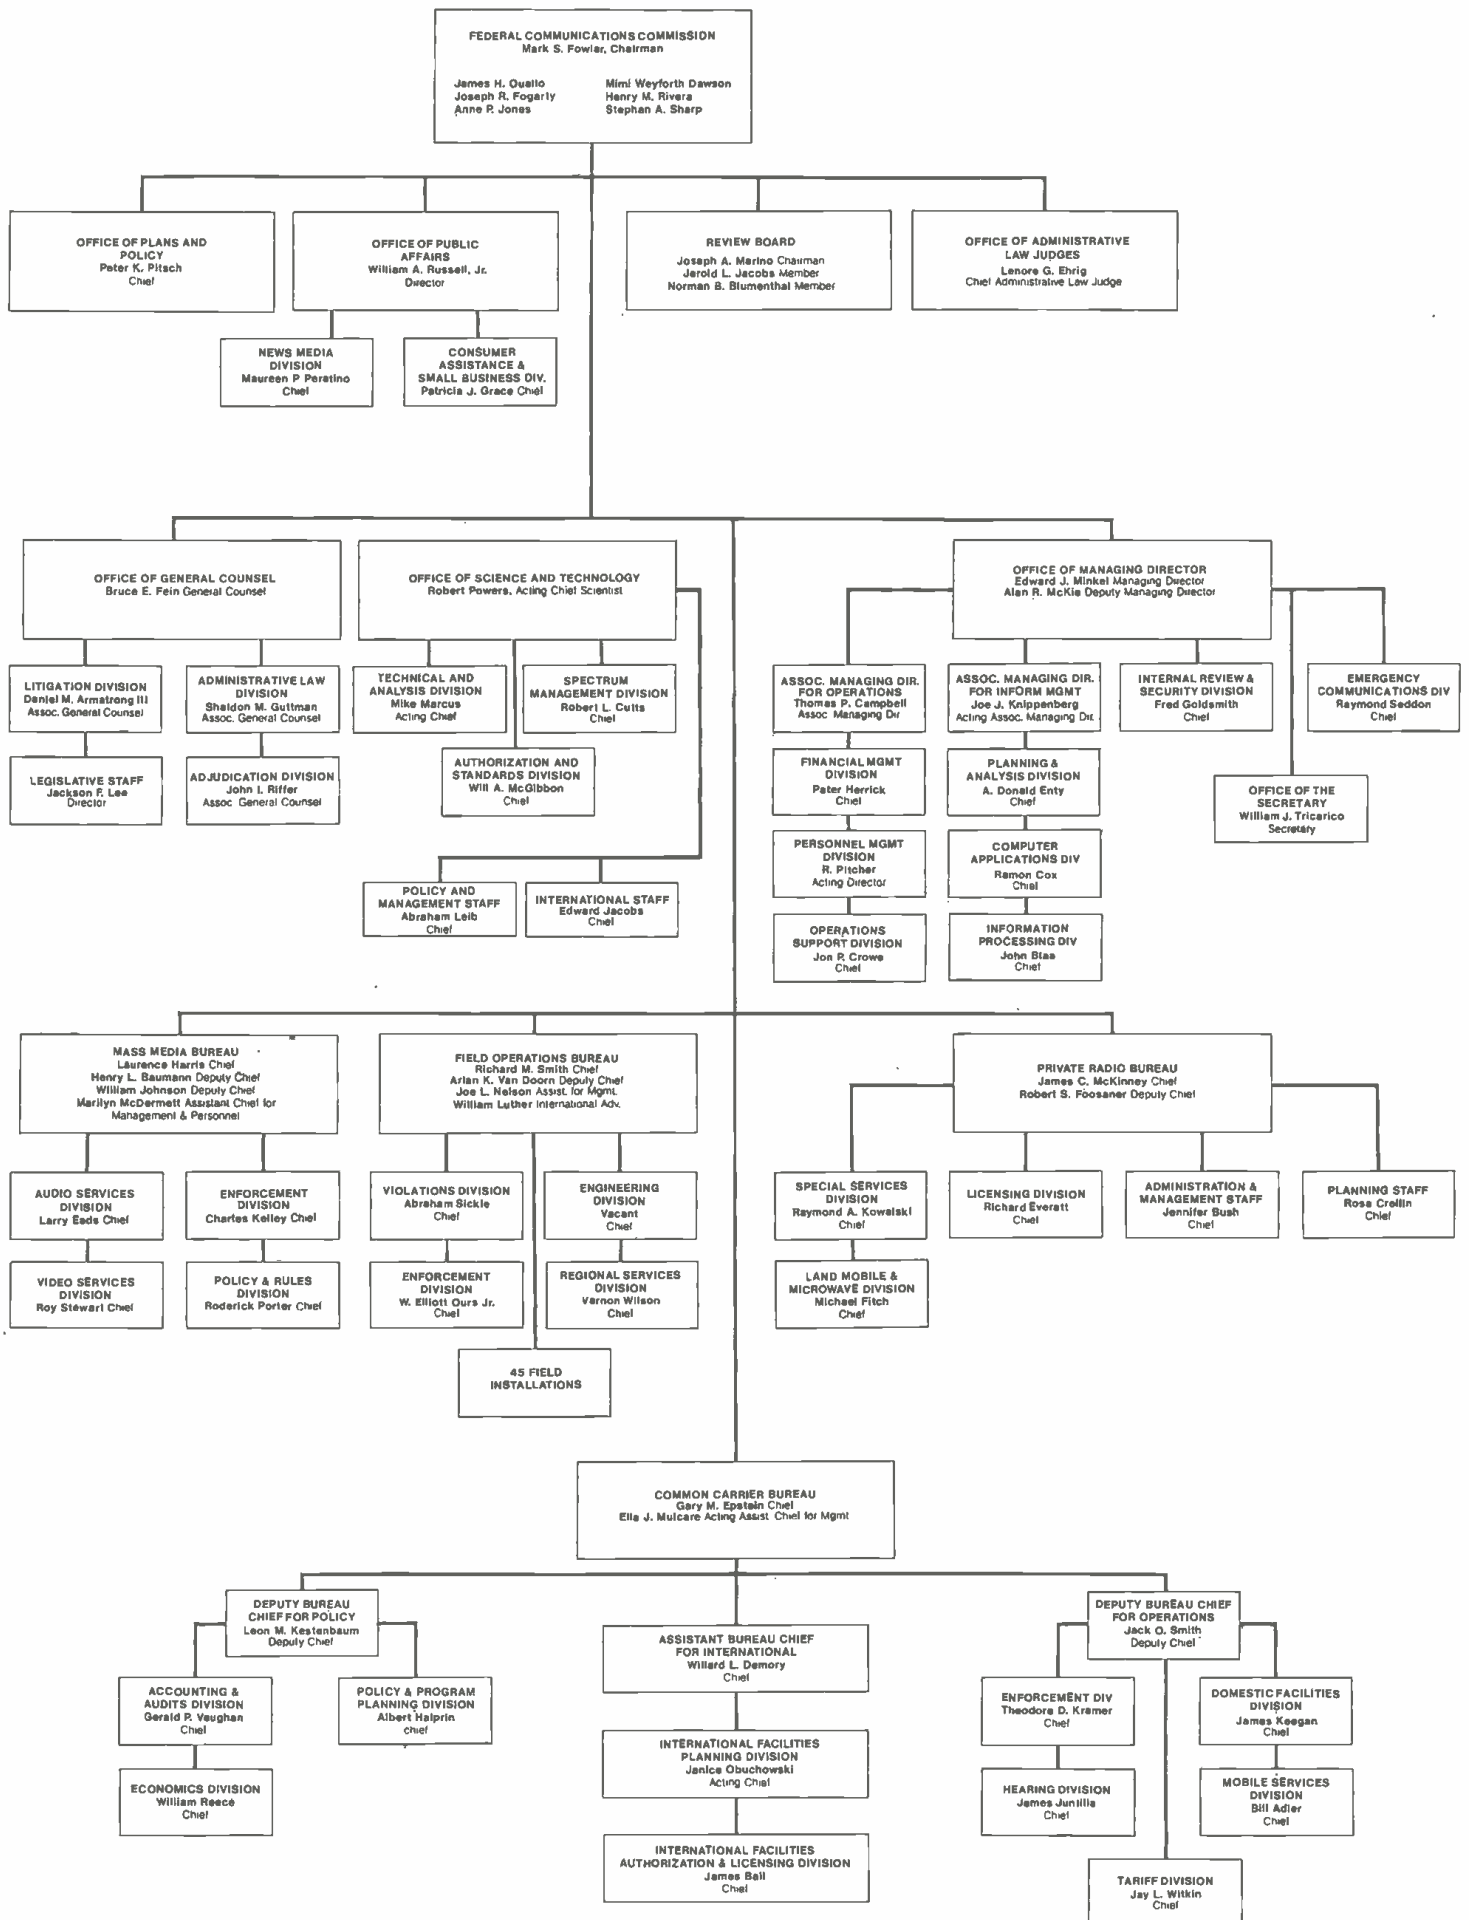 FEDERAL COMMUNICATIONS COMMISSION
Mark S. Fowler, Chairman
James H. Quello
Joseph R. Fogarty
Anne P. Jones
Mimi Weyforth Dawson
Henry M. Rivera
Stephan A. Sharp
OFFICE OF PLANS AND
POLICY
Peter K. Pitsch
Chief
OFFICE OF PUBLIC
AFFAIRS
William A. Russell, Jr.
Director
REVIEW BOARD
Joseph A. Marino Chairman
Jerold L. Jacobs Member
Norman B. Blumenthal Member
OFFICE OF ADMINISTRATIVE
LAW JUDGES
Lenore G. Ehrig
Chief Administrative Law Judge
NEWS MEDIA
DIVISION
Maureen P Peratino
Chief
CONSUMER
ASSISTANCE &
SMALL BUSINESS DIV.
Patricia J. Grace Chief
OFFICE OF GENERAL COUNSEL
Bruce E. Fein General Counsel
OFFICE OF SCIENCE AND TECHNOLOGY
Robert Powers, Acting Chief Scientist
OFFICE OF MANAGING DIRECTOR
Edward J. Minkel Managing Director
Alan R. McKie Deputy Managing Director
LITIGATION DIVISION
Daniel M. Armstrong III
Assoc. General Counsel
ADMINISTRATIVE LAW
DIVISION
Sheldon M. Guttman
Assoc. General Counsel
TECHNICAL AND
ANALYSIS DIVISION
Mike Marcus
Acting Chief
SPECTRUM
MANAGEMENT DIVISION
Robert L. Cutts
Chief
ASSOC. MANAGING DIR.
FOR OPERATIONS
Thomas P. Campbell
Assoc Managing Dir
ASSOC. MANAGING DIR.
FOR INFORM MGMT
Joe J. Knippenberg
Acting Assoc. Managing Dir.
INTERNAL REVIEW &
SECURITY DIVISION
Fred Goldsmith
Chief
EMERGENCY
COMMUNICATIONS DIV
Raymond Seddon
Chief
LEGISLATIVE STAFF
Jackson F. Lee
Director
ADJUDICATION DIVISION
John I. Riffer
Assoc General Counsel
AUTHORIZATION AND
STANDARDS DIVISION
Will A. McGibbon
Chief
FINANCIAL MGMT
DIVISION
Peter Herrick
Chief
PLANNING &
ANALYSIS DIVISION
A. Donald Enty
Chief
OFFICE OF THE
SECRETARY
William J. Tricarico
Secretary
PERSONNEL MGMT
DIVISION
R. Pitcher
Acting Director
COMPUTER
APPLICATIONS DIV
Ramon Cox
Chief
POLICY AND
MANAGEMENT STAFF
Abraham Leib
Chief
INTERNATIONAL STAFF
Edward Jacobs
Chief
OPERATIONS
SUPPORT DIVISION
Jon P. Crowe
Chief
INFORMATION
PROCESSING DIV
John Blaa
Chief
MASS MEDIA BUREAU
Laurence Harris Chief
Henry L. Baumann Deputy Chief
William Johnson Deputy Chief
Marilyn McDermett Assistant Chief for
Management & Personnel
FIELD OPERATIONS BUREAU
Richard M. Smith Chief
Arlan K. Van Doorn Deputy Chief
Joe L. Nelson Assist. for Mgmt.
William Luther International Adv.
PRIVATE RADIO BUREAU
James C. McKinney Chief
Robert S. Foosaner Deputy Chief
AUDIO SERVICES
DIVISION
Larry Eads Chief
ENFORCEMENT
DIVISION
Charles Kelley Chief
VIOLATIONS DIVISION
Abraham Sickle
Chief
ENGINEERING
DIVISION
Vacant
Chief
SPECIAL SERVICES
DIVISION
Raymond A. Kowalski
Chief
LICENSING DIVISION
Richard Everett
Chief
ADMINISTRATION &
MANAGEMENT STAFF
Jennifer Bush
Chief
PLANNING STAFF
Rose Crellin
Chief
VIDEO SERVICES
DIVISION
Roy Stewart Chief
POLICY & RULES
DIVISION
Roderick Porter Chief
ENFORCEMENT
DIVISION
W. Elliott Ours Jr.
Chief
REGIONAL SERVICES
DIVISION
Vernon Wilson
Chief
LAND MOBILE &
MICROWAVE DIVISION
Michael Fitch
Chief
45 FIELD
INSTALLATIONS
COMMON CARRIER BUREAU
Gary M. Epstein Chief
Ella J. Mulcare Acting Assist Chief for Mgmt
DEPUTY BUREAU
CHIEF FOR POLICY
Leon M. Kestenbaum
Deputy Chief
ASSISTANT BUREAU CHIEF
FOR INTERNATIONAL
Willard L. Demory
Chief
DEPUTY BUREAU CHIEF
FOR OPERATIONS
Jack O. Smith
Deputy Chief
ACCOUNTING &
AUDITS DIVISION
Gerald P. Vaughan
Chief
POLICY & PROGRAM
PLANNING DIVISION
Albert Halprin
chief
INTERNATIONAL FACILITIES
PLANNING DIVISION
Janice Obuchowski
Acting Chief
ENFORCEMENT DIV
Theodore D. Kramer
Chief
DOMESTIC FACILITIES
DIVISION
James Keegan
Chief
ECONOMICS DIVISION
William Reece
Chief
HEARING DIVISION
James Juntilla
Chief
MOBILE SERVICES
DIVISION
Bill Adler
Chief
INTERNATIONAL FACILITIES
AUTHORIZATION & LICENSING DIVISION
James Ball
Chief
TARIFF DIVISION
Jay L. Witkin
Chief